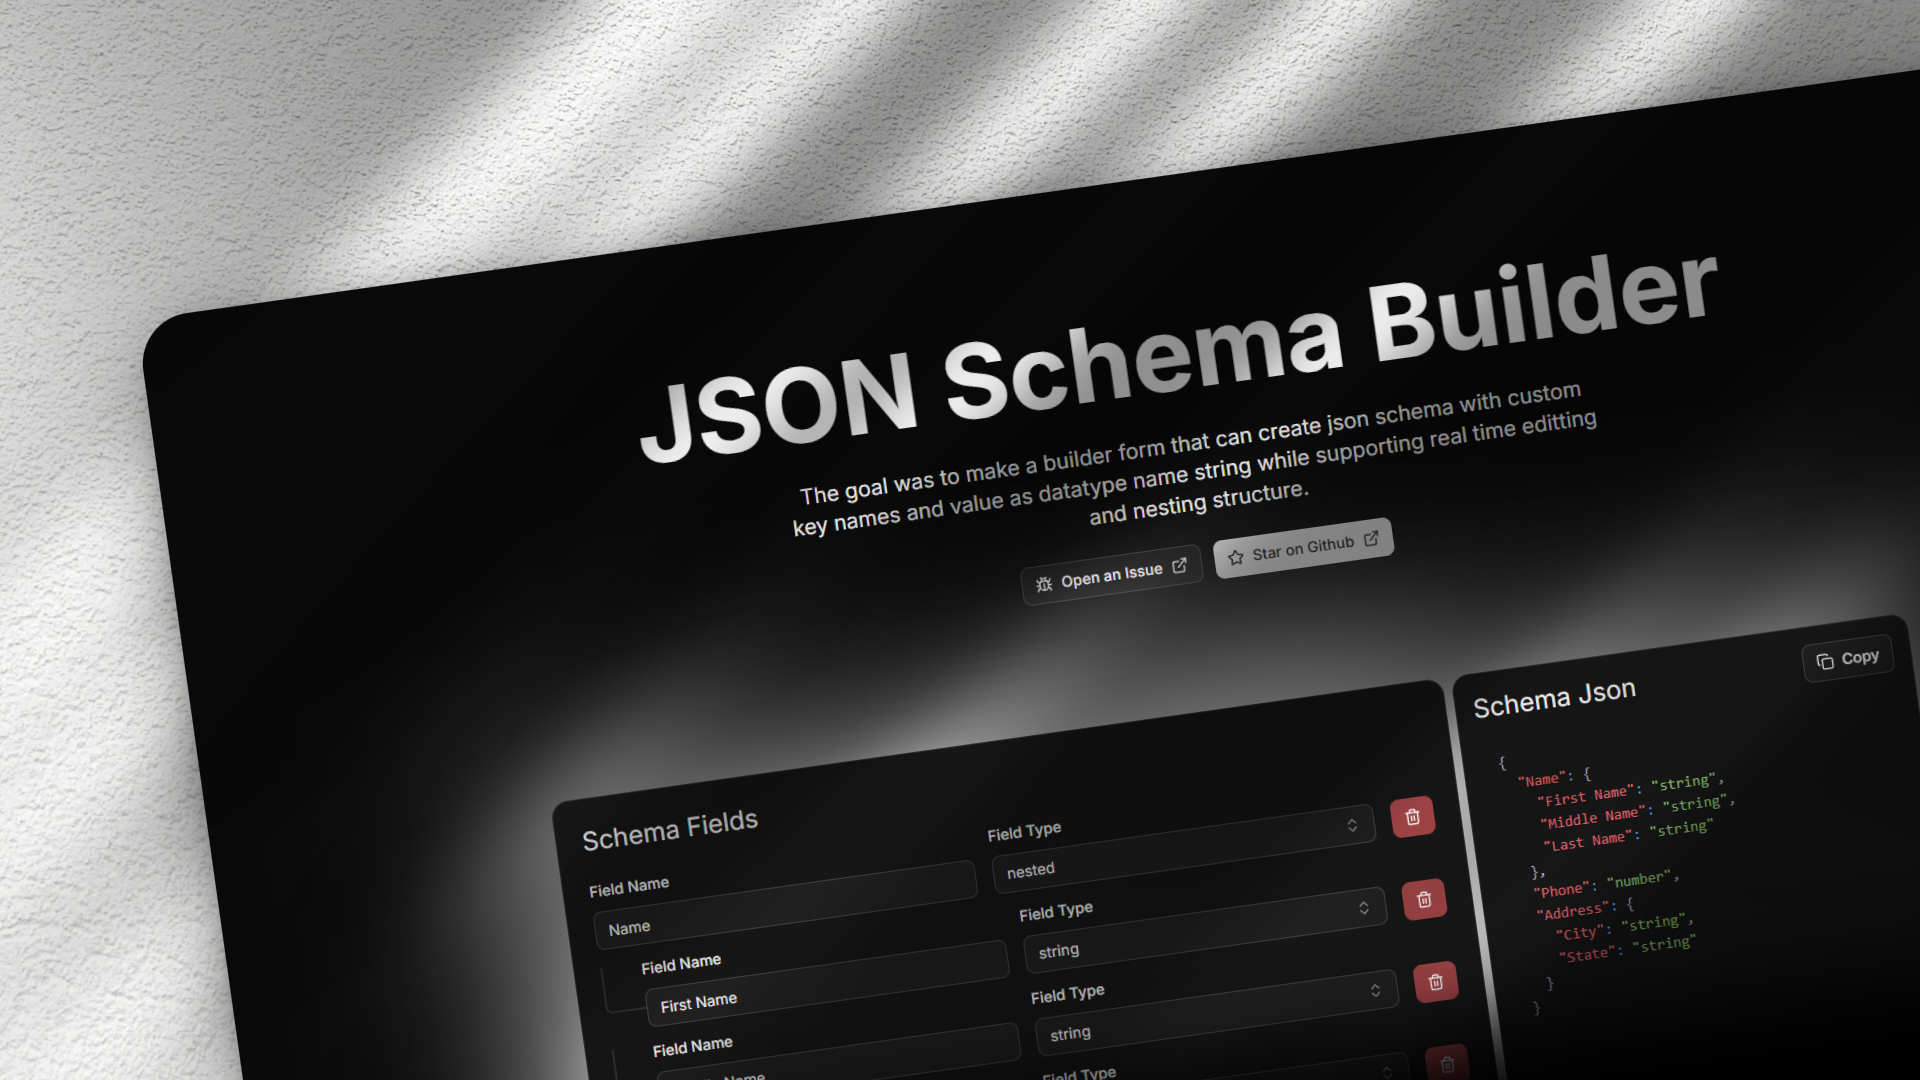 JSON Schema Builder
The goal was to make a builder form that can create json schema with custom
key names and value as datatype name string while supporting real time editting
and nesting structure.
Open an Issue
Star on Github
Schema Fields
Field Name
Field Type
Name
nested
Field Name
Field Type
First Name
string
Field Name
Field Type
Name
string
Field Type
Schema Json
Copy
{
"Name": {
"First Name": "string",
"Middle Name": "string",
"Last Name": "string"
},
"Phone": "number",
"Address": {
"City": "string",
"State": "string"
}
}